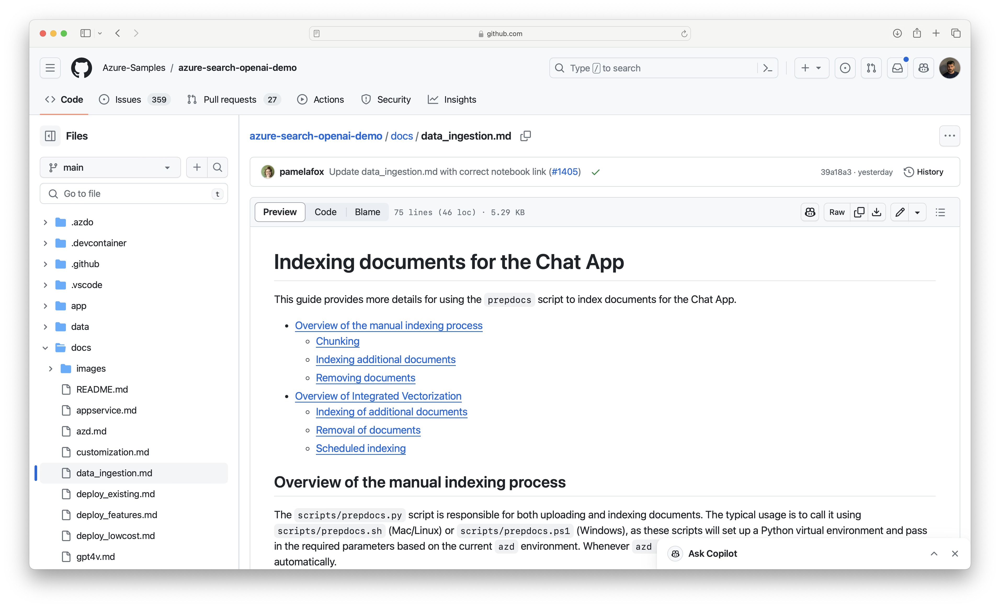 github.com
Azure-Samples / azure-search-openai-demo
Type / to search
Code
Issues 359
Pull requests 27
Actions
Security
Insights
Files
main
Go to file
t
.azdo
.devcontainer
.github
.vscode
app
data
docs
images
README.md
appservice.md
azd.md
customization.md
data_ingestion.md
deploy_existing.md
deploy_features.md
deploy_lowcost.md
gpt4v.md
azure-search-openai-demo / docs / data_ingestion.md
pamelafox Update data_ingestion.md with correct notebook link (#1405)
39a18a3 · yesterday
History
Preview
Code
Blame
75 lines (46 loc) · 5.29 KB
Raw
Indexing documents for the Chat App
This guide provides more details for using the prepdocs script to index documents for the Chat App.
• Overview of the manual indexing process
◦ Chunking
◦ Indexing additional documents
◦ Removing documents
• Overview of Integrated Vectorization
◦ Indexing of additional documents
◦ Removal of documents
◦ Scheduled indexing
Overview of the manual indexing process
The scripts/prepdocs.py script is responsible for both uploading and indexing documents. The typical usage is to call it using
scripts/prepdocs.sh (Mac/Linux) or scripts/prepdocs.ps1 (Windows), as these scripts will set up a Python virtual environment and pass
in the required parameters based on the current azd environment. Whenever azd
automatically.
Ask Copilot